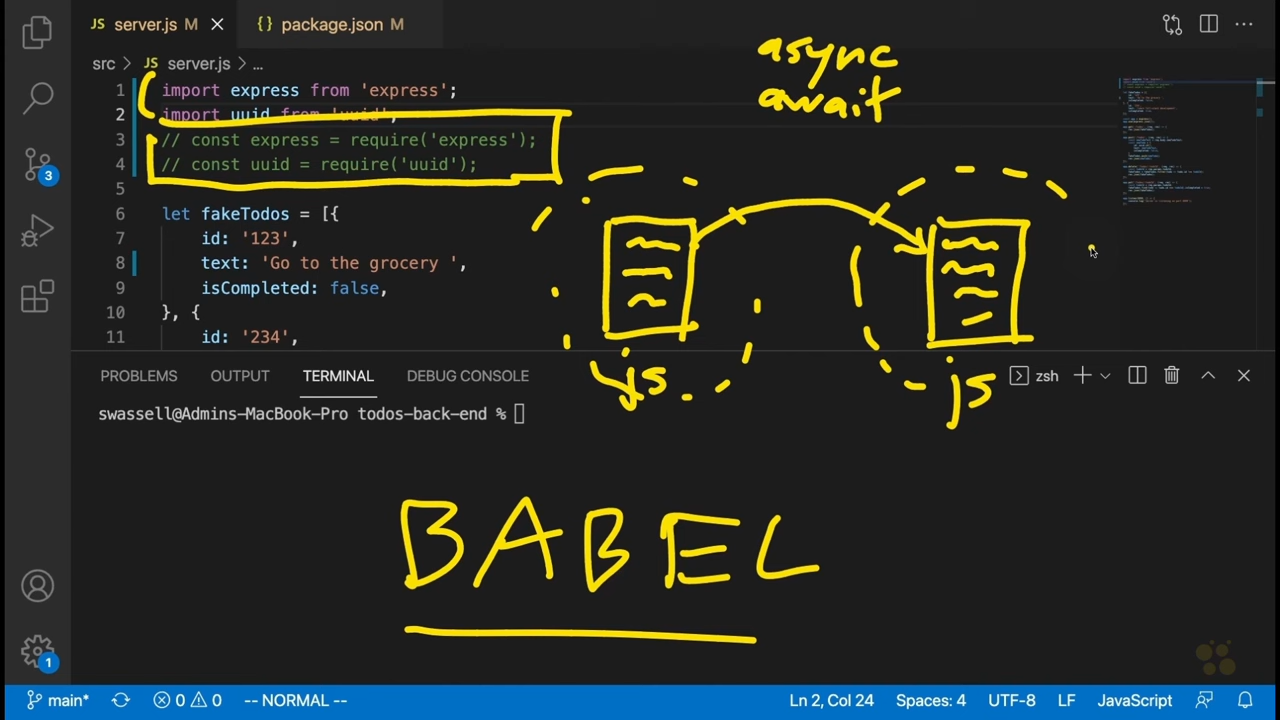 JS server.js M
{} package.json M
src > JS server.js > ...
async
await
1 import express from 'express';
2 import uuid from 'uuid';
3 // const express = require('express');
4 // const uuid = require('uuid');
5
6 let fakeTodos = [{
7 id: '123',
8 text: 'Go to the grocery ',
9 isCompleted: false,
10 }, {
11 id: '234',
js
js
3
PROBLEMS OUTPUT TERMINAL DEBUG CONSOLE zsh
swassell@Admins-MacBook-Pro todos-back-end %
BABEL
1
main* 0 0 -- NORMAL -- Ln 2, Col 24 Spaces: 4 UTF-8 LF JavaScript